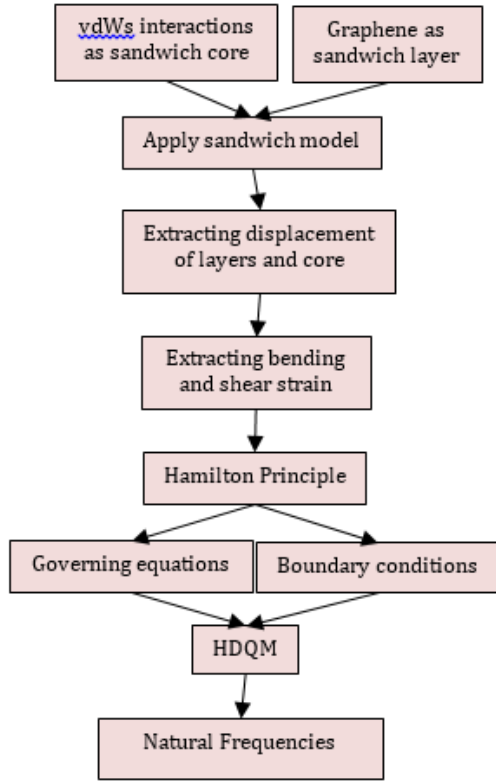 vdWs interactions
as sandwich core
Graphene as
sandwich layer
Apply sandwich model
Extracting displacement
of layers and core
Extracting bending
and shear strain
Hamilton Principle
Governing equations
Boundary conditions
HDQM
Natural Frequencies